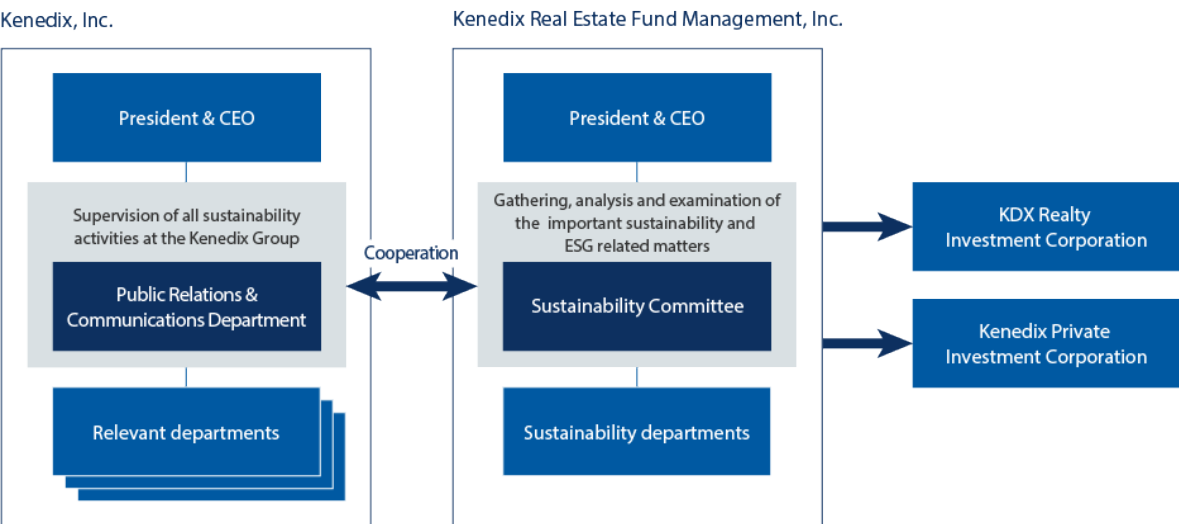 Kenedix, Inc.
President & CEO
Supervision of all sustainability
activities at the Kenedix Group
Public Relations &
Communications Department
Relevant departments
Cooperation
Kenedix Real Estate Fund Management, Inc.
President & CEO
Gathering, analysis and examination of
the important sustainability and
ESG related matters
Sustainability Committee
Sustainability departments
KDX Realty
Investment Corporation
Kenedix Private
Investment Corporation